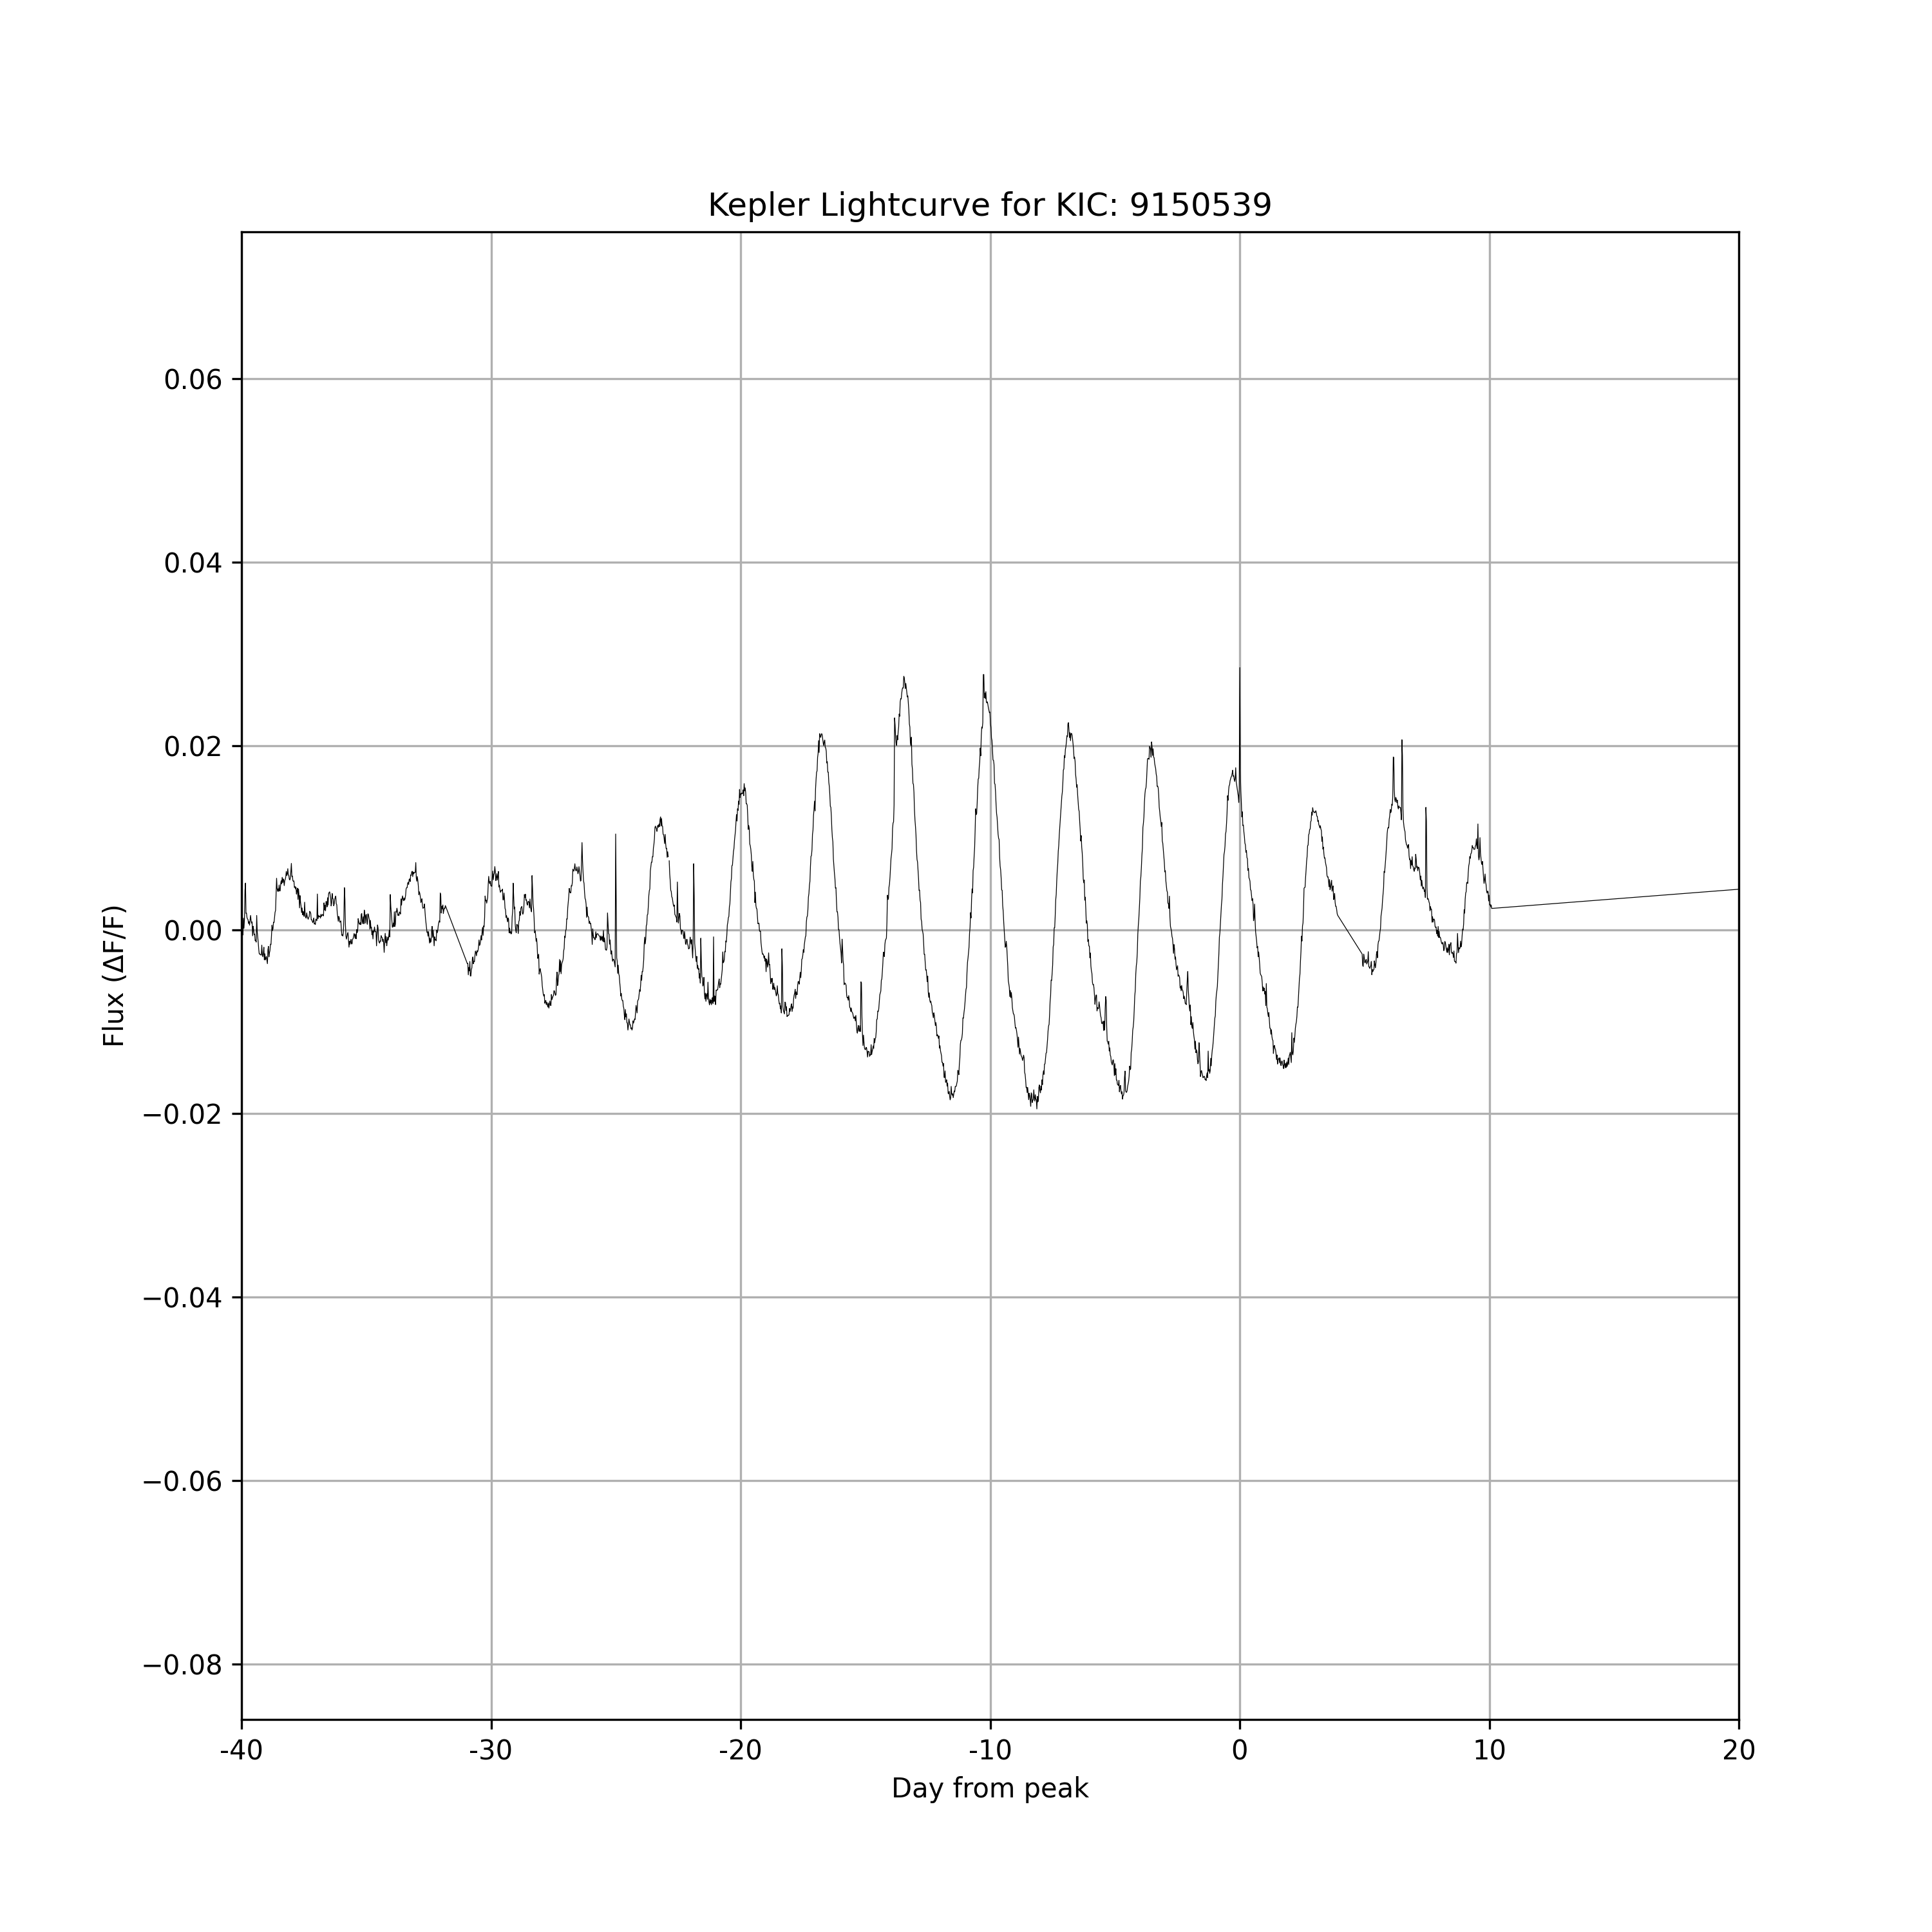 Kepler Lightcurve for KIC: 9150539
0.06
0.04
0.02
0.00
−0.02
−0.04
−0.06
−0.08
Flux (ΔF/F)
-40 -30 -20 -10 0 10 20
Day from peak